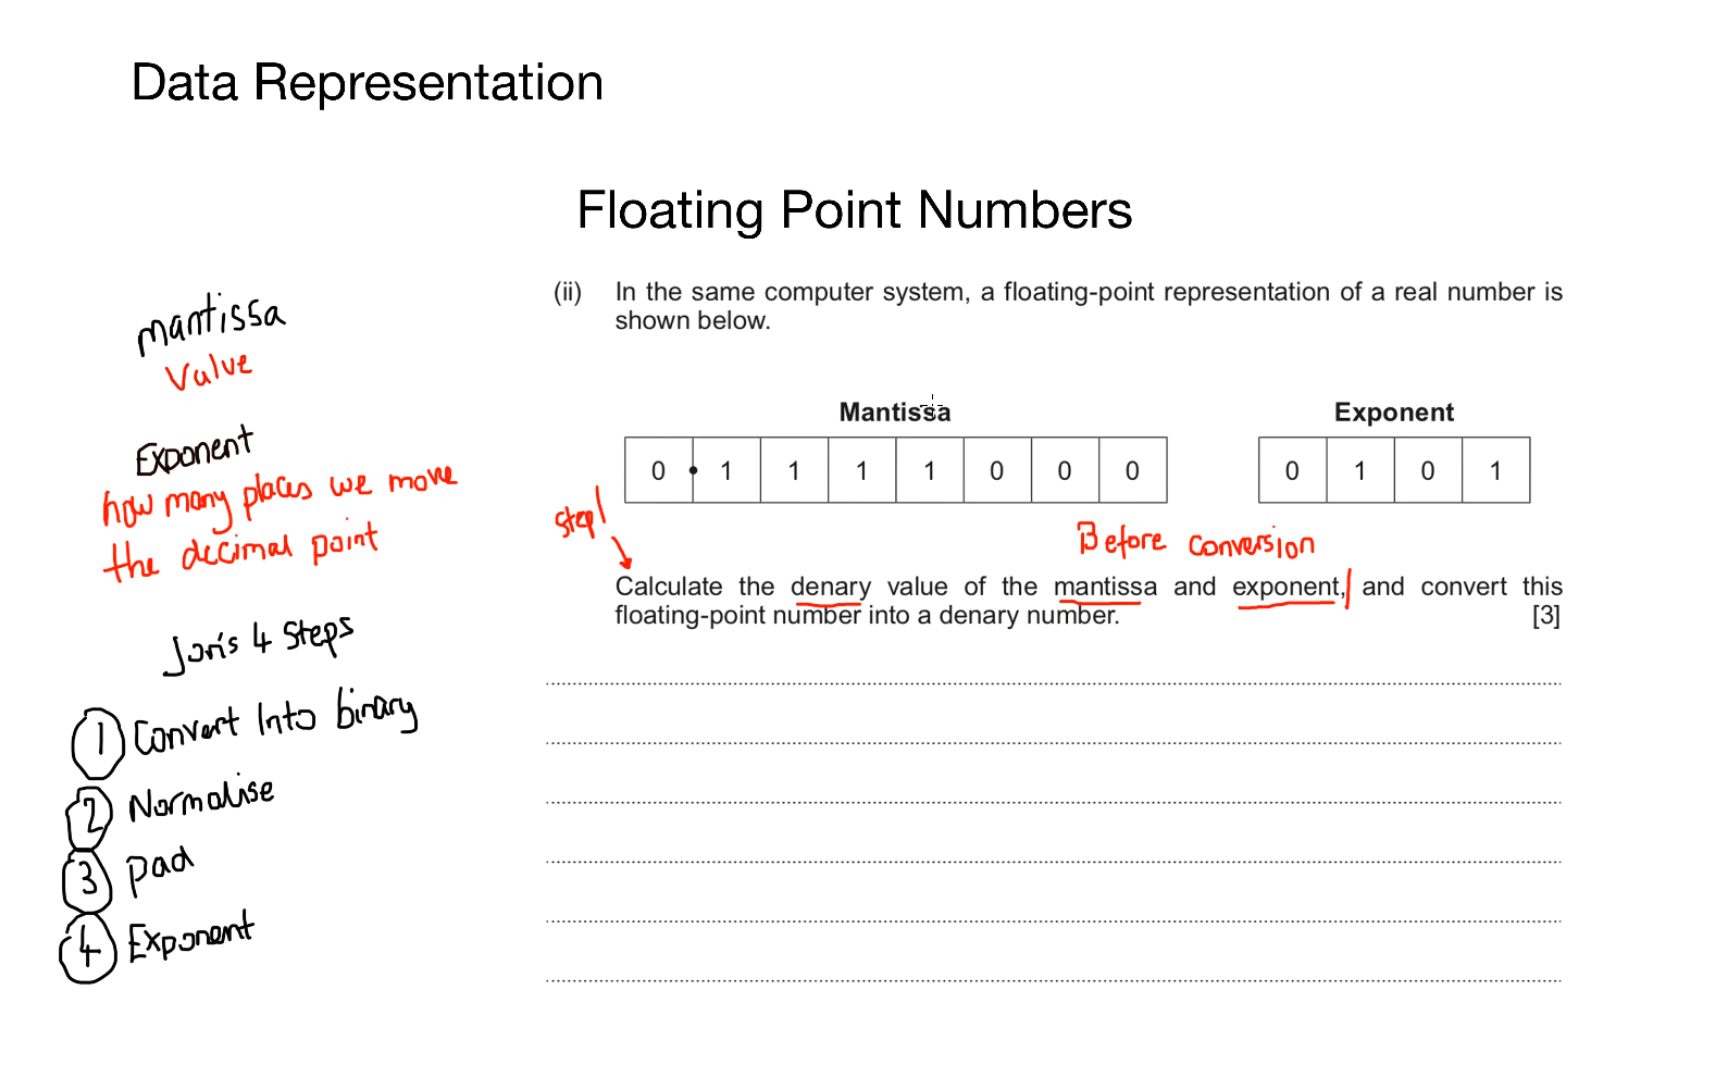 Data Representation
Floating Point Numbers
mantissa
Value
Exponent
how many places we move
the decimal point
Jori's 4 Steps
1 Convert Into binary
2 Normalise
3 Pad
4 Exponent
(ii) In the same computer system, a floating-point representation of a real number is
shown below.
Mantissa Exponent
0 • 1 1 1 1 0 0 0 0 1 0 1
Step 1
Before conversion
Calculate the denary value of the mantissa and exponent, and convert this
floating-point number into a denary number. [3]